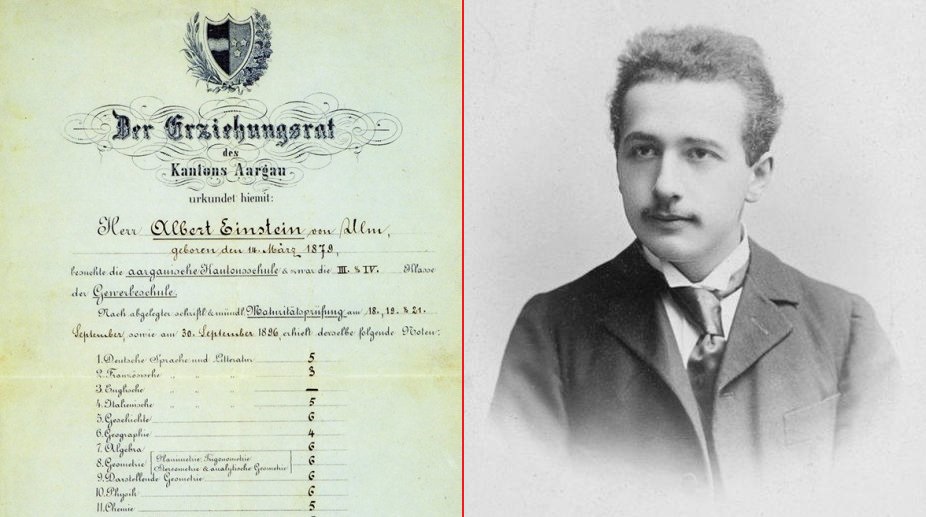 Der Erziehungsrat
des
Kantons Aargau
urkundet hiemit:
Herr Albert Einstein von Ulm,
geboren den 14. März 1879,
besuchte die aargauische Kantonsschule & zwar die III. & IV. Klasse
der Gewerbeschule.
Nach abgelegter schriftl. & mündl. Maturitätsprüfung am 18., 19. & 21.
September, sowie am 30. September 1896, erhielt derselbe folgende Noten:
1. Deutsche Sprache und Litteratur 5
2. Französische " " " 3
3. Englische " " " —
4. Italienische " " " 5
5. Geschichte 6
6. Geographie 4
7. Algebra 6
8. Geometrie Planimetrie, Trigonometrie 6
Stereometrie & analytische Geometrie
9. Darstellende Geometrie 6
10. Physik 6
11. Chemie 5